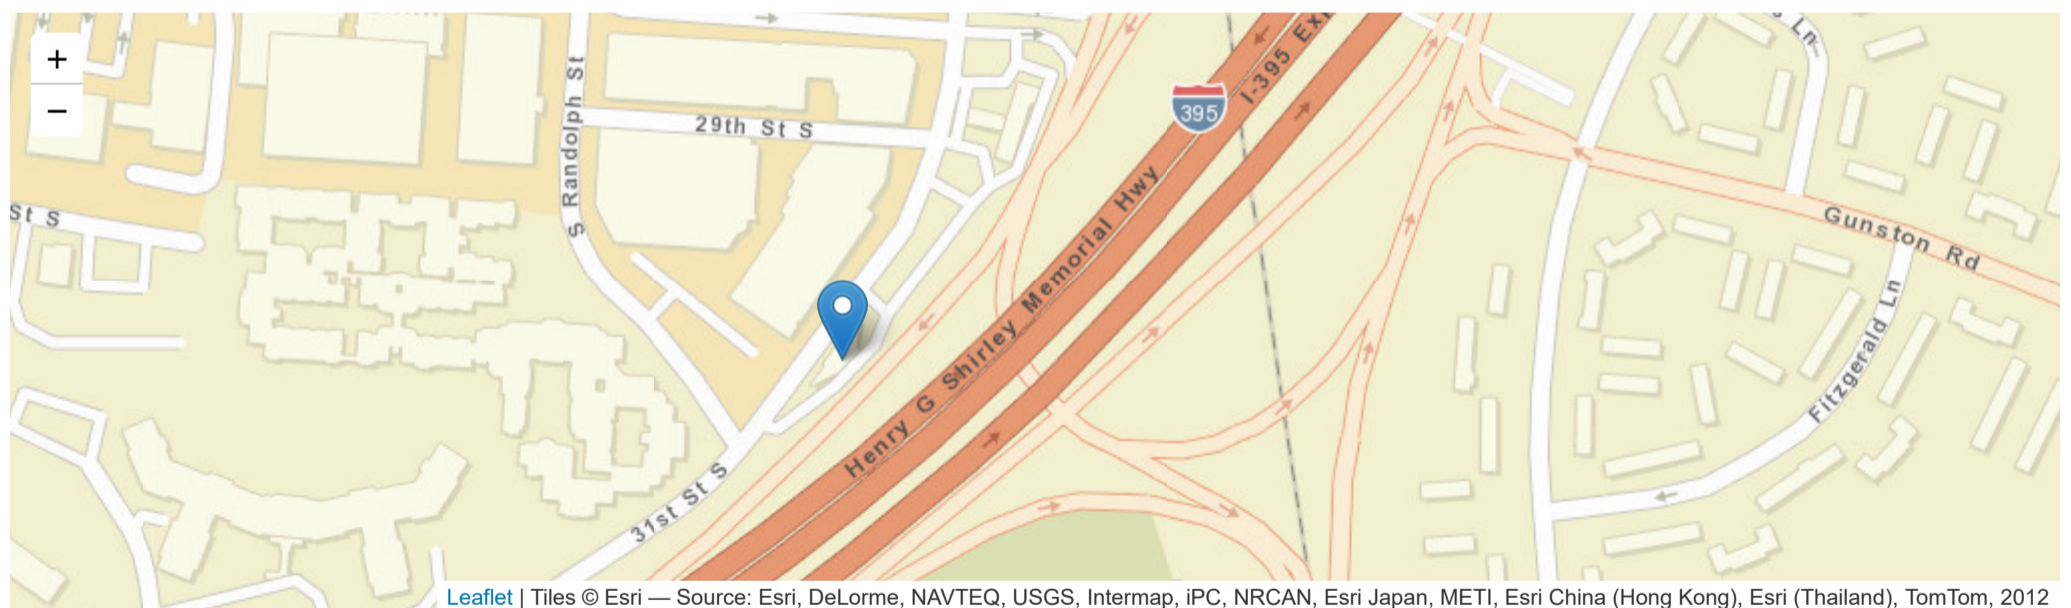 +
−
S Randolph St
29th St S
St S
31st St S
395
I-395 Ex
Henry G Shirley Memorial Hwy
Gunston Rd
Fitzgerald Ln
Ln
Leaflet | Tiles © Esri — Source: Esri, DeLorme, NAVTEQ, USGS, Intermap, iPC, NRCAN, Esri Japan, METI, Esri China (Hong Kong), Esri (Thailand), TomTom, 2012